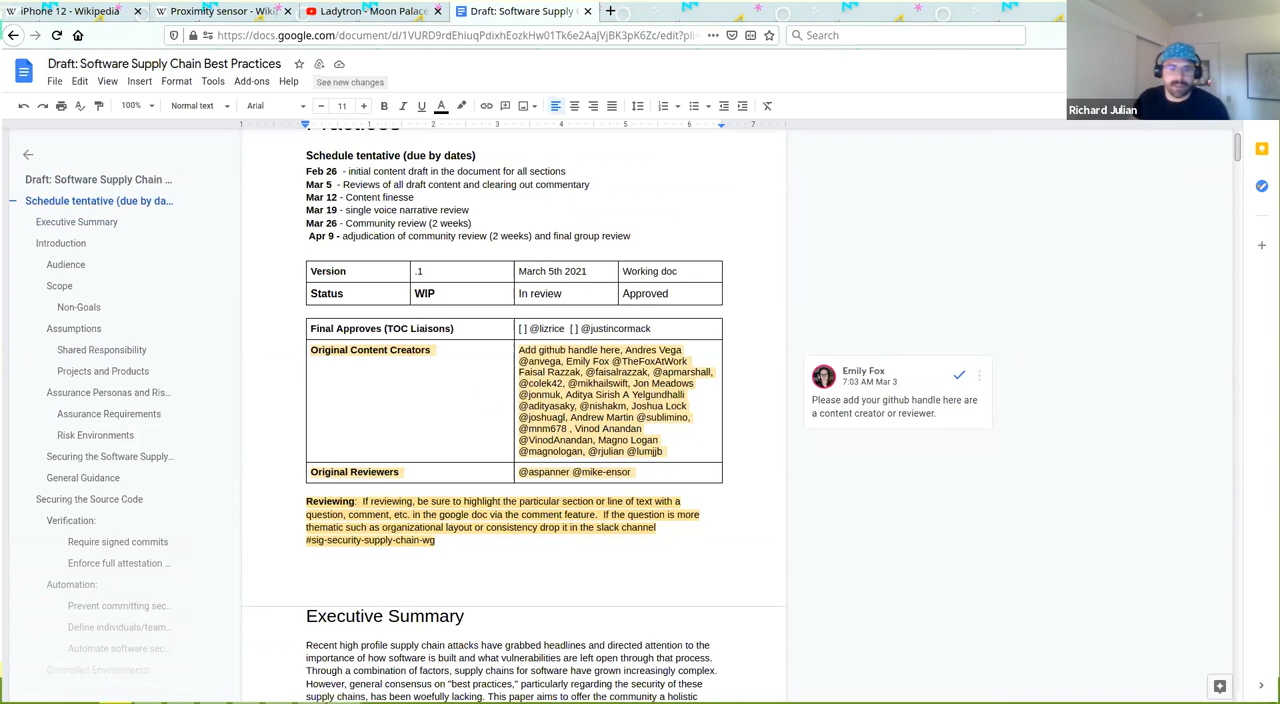 iPhone 12 - Wikipedia
Proximity sensor - Wiki
Ladytron - Moon Palace
Draft: Software Supply C
https://docs.google.com/document/d/1VURD9rdEhiuqPdixhEozkHw01Tk6e2AaJVjBK3pK6Zc/edit?pl
Search
Richard Julian
Draft: Software Supply Chain Best Practices
File Edit View Insert Format Tools Add-ons Help See new changes
100% Normal text Arial 11
1 1 2 3 4 5 6 7
Draft: Software Supply Chain ...
Schedule tentative (due by da...
Executive Summary
Introduction
Audience
Scope
Non-Goals
Assumptions
Shared Responsibility
Projects and Products
Assurance Personas and Ris...
Assurance Requirements
Risk Environments
Securing the Software Supply...
General Guidance
Securing the Source Code
Verification:
Require signed commits
Enforce full attestation ...
Automation:
Prevent committing sec...
Define individuals/team...
Automate software sec...
Controlled Environments
Practices
Schedule tentative (due by dates)
Feb 26 - initial content draft in the document for all sections
Mar 5 - Reviews of all draft content and clearing out commentary
Mar 12 - Content finesse
Mar 19 - single voice narrative review
Mar 26 - Community review (2 weeks)
Apr 9 - adjudication of community review (2 weeks) and final group review
Version .1 March 5th 2021 Working doc
Status WIP In review Approved
Final Approves (TOC Liaisons) [ ] @lizrice [ ] @justincormack
Original Content Creators Add github handle here, Andres Vega
@anvega, Emily Fox @TheFoxAtWork
Faisal Razzak, @faisalrazzak, @apmarshall,
@colek42, @mikhailswift, Jon Meadows
@jonmuk, Aditya Sirish A Yelgundhalli
@adityasaky, @nishakm, Joshua Lock
@joshuagl, Andrew Martin @sublimino,
@mnm678 , Vinod Anandan
@VinodAnandan, Magno Logan
@magnologan, @rjulian @lumjjb
Original Reviewers @aspanner @mike-ensor
Reviewing: If reviewing, be sure to highlight the particular section or line of text with a
question, comment, etc. in the google doc via the comment feature. If the question is more
thematic such as organizational layout or consistency drop it in the slack channel
#sig-security-supply-chain-wg
Executive Summary
Recent high profile supply chain attacks have grabbed headlines and directed attention to the
importance of how software is built and what vulnerabilities are left open through that process.
Through a combination of factors, supply chains for software have grown increasingly complex.
However, general consensus on "best practices," particularly regarding the security of these
supply chains, has been woefully lacking. This paper aims to offer the community a holistic
Emily Fox
7:03 AM Mar 3
Please add your github handle here are
a content creator or reviewer.